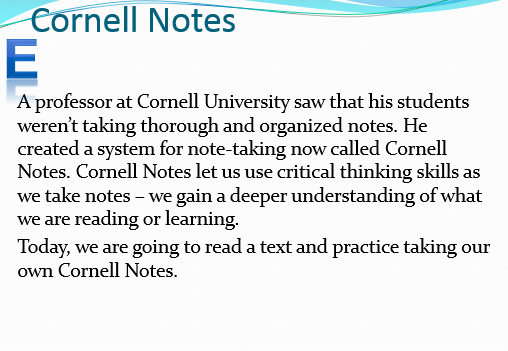 Cornell Notes
E
A professor at Cornell University saw that his students
weren’t taking thorough and organized notes. He
created a system for note-taking now called Cornell
Notes. Cornell Notes let us use critical thinking skills as
we take notes – we gain a deeper understanding of what
we are reading or learning.
Today, we are going to read a text and practice taking our
own Cornell Notes.